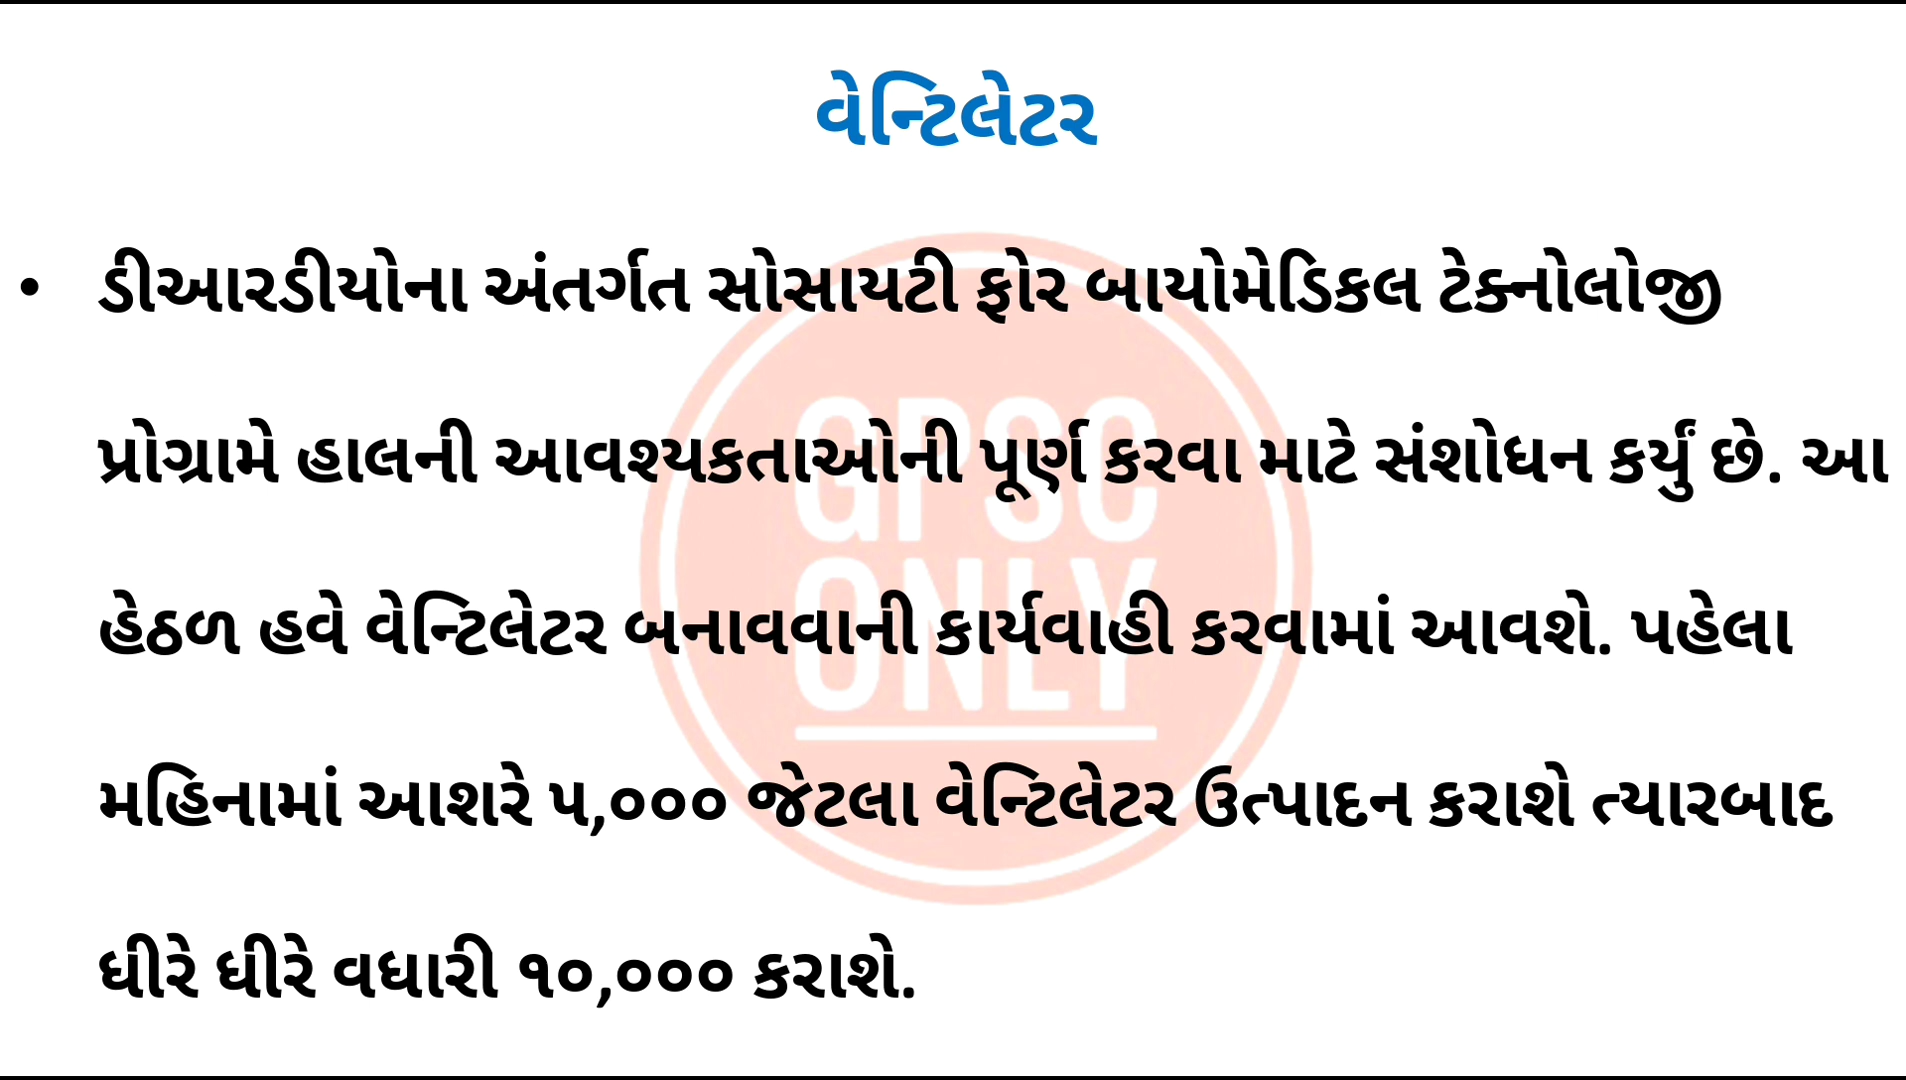 વેન્ટિલેટર
• ડીઆરડીયોના અંતર્ગત સોસાયટી ફોર બાયોમેડિકલ ટેક્નોલોજી
પ્રોગ્રામે હાલની આવશ્યકતાઓની પૂર્ણ કરવા માટે સંશોધન કર્યું છે. આ
હેઠળ હવે વેન્ટિલેટર બનાવવાની કાર્યવાહી કરવામાં આવશે. પહેલા
મહિનામાં આશરે ૫,૦૦૦ જેટલા વેન્ટિલેટર ઉત્પાદન કરાશે ત્યારબાદ
ધીરે ધીરે વધારી ૧૦,૦૦૦ કરાશે.
GPSC
ONLY